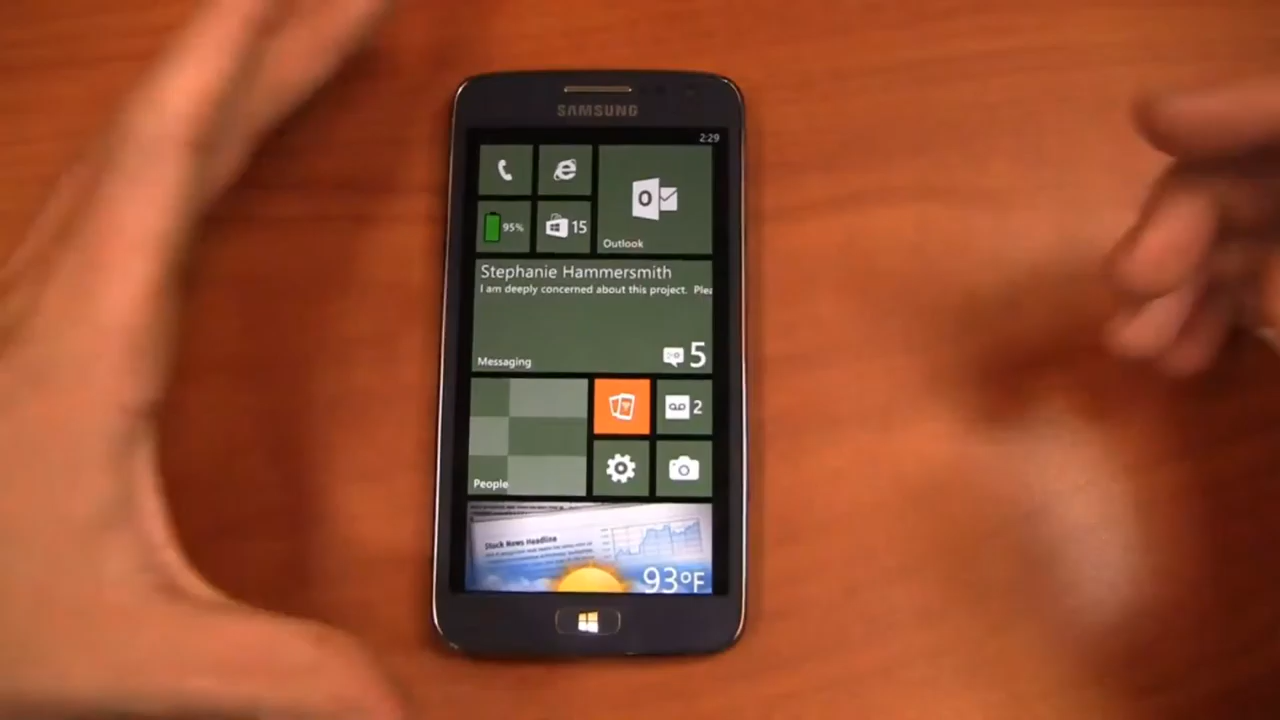 SAMSUNG
2:29
95%
15
Outlook
Stephanie Hammersmith
I am deeply concerned about this project. Plea
Messaging
5
2
People
Stock News Headline
93°F